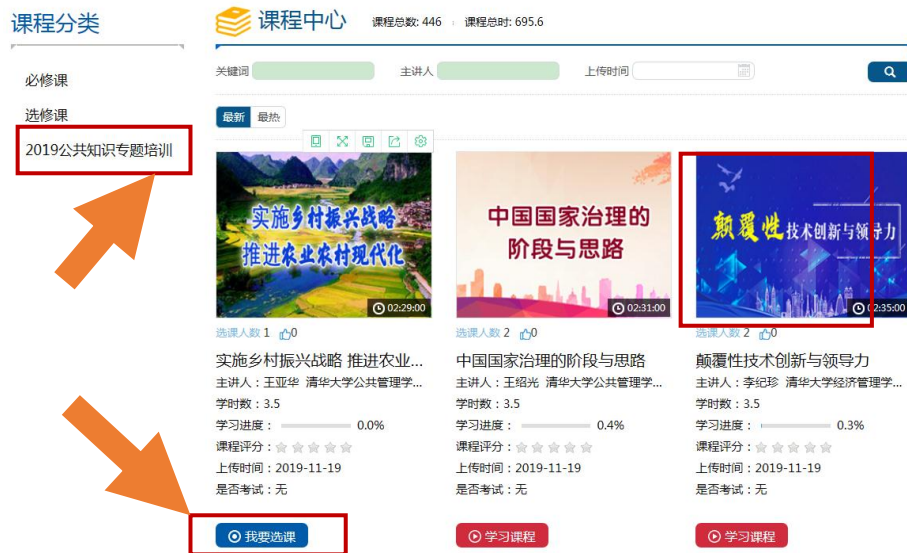 课程分类
必修课
选修课
2019公共知识专题培训
课程中心 课程总数: 446 课程总时: 695.6
关键词 主讲人 上传时间
最新 最热
实施乡村振兴战略
推进农业农村现代化
02:29:00
选课人数 1 0
实施乡村振兴战略 推进农业...
主讲人：王亚华 清华大学公共管理学...
学时数：3.5
学习进度： 0.0%
课程评分：
上传时间：2019-11-19
是否考试：无
我要选课
中国国家治理的
阶段与思路
02:31:00
选课人数 2 0
中国国家治理的阶段与思路
主讲人：王绍光 清华大学公共管理学...
学时数：3.5
学习进度： 0.4%
课程评分：
上传时间：2019-11-19
是否考试：无
学习课程
颠覆性技术创新与领导力
02:35:00
选课人数 2 0
颠覆性技术创新与领导力
主讲人：李纪珍 清华大学经济管理学...
学时数：3.5
学习进度： 0.3%
课程评分：
上传时间：2019-11-19
是否考试：无
学习课程